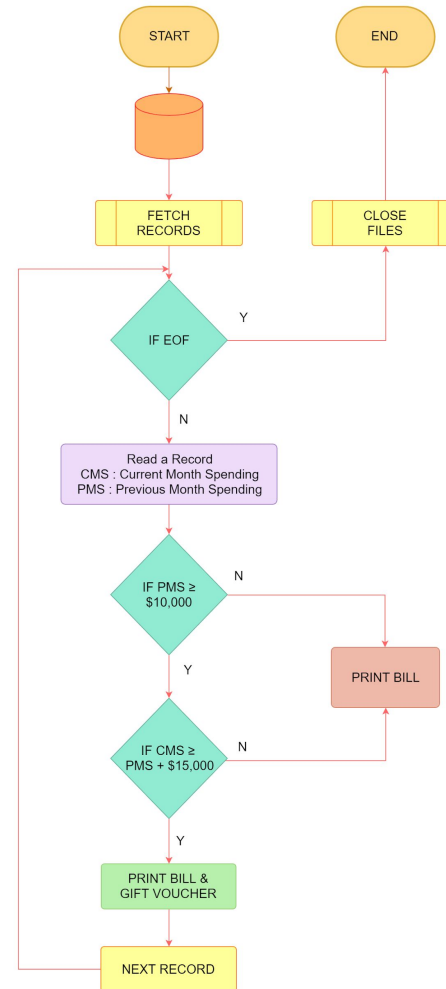 START
END
FETCH
RECORDS
CLOSE
FILES
IF EOF
Y
N
Read a Record
CMS : Current Month Spending
PMS : Previous Month Spending
IF PMS ≥
$10,000
N
Y
PRINT BILL
IF CMS ≥
PMS + $15,000
N
Y
PRINT BILL &
GIFT VOUCHER
NEXT RECORD